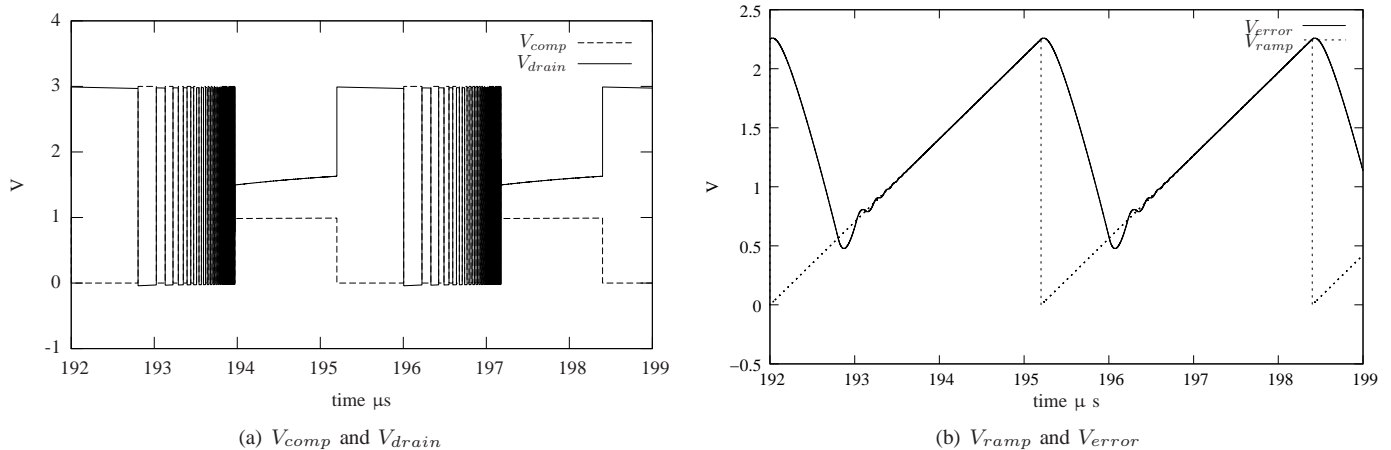 4
3
2
1
0
-1
V
V_comp
V_drain
192 193 194 195 196 197 198 199
time μs
(a) V_comp and V_drain
2.5
2
1.5
1
0.5
0
−0.5
V
V_error
V_ramp
192 193 194 195 196 197 198 199
time μ s
(b) V_ramp and V_error